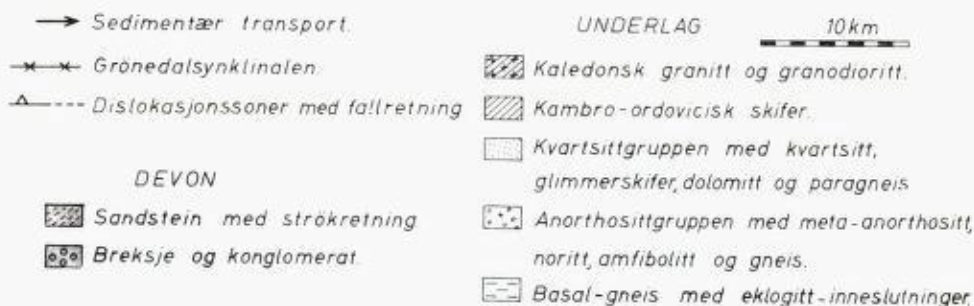 Sedimentær transport.
Grønedalsynklinalen.
Dislokasjonssoner med fallretning
DEVON
Sandstein med strökretning
Breksje og konglomerat.
UNDERLAG
10km
Kaledonsk granitt og granodioritt.
Kambro-ordovicisk skifer.
Kvartsittgruppen med kvartsitt,
glimmerskifer, dolomitt og paragneis
Anorthosittgruppen med meta-anorthositt,
noritt, amfibolitt og gneis.
Basal-gneis med eklogitt-inneslutninger.